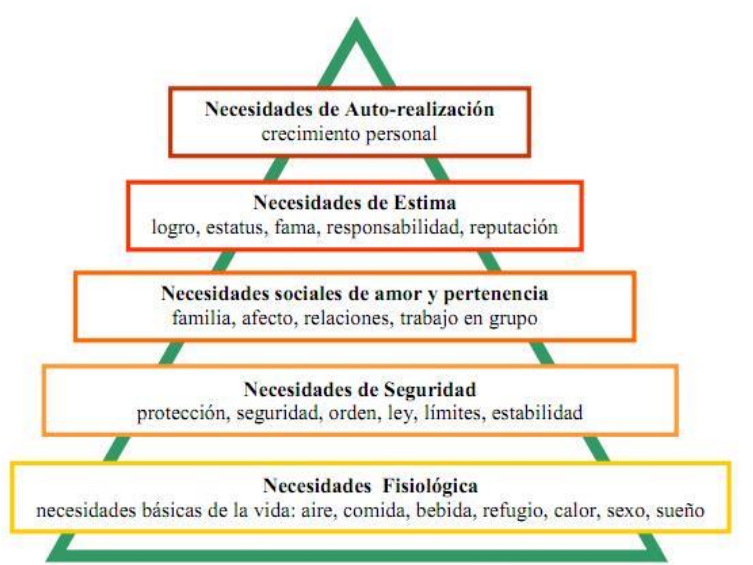 Necesidades de Auto-realización
crecimiento personal
Necesidades de Estima
logro, estatus, fama, responsabilidad, reputación
Necesidades sociales de amor y pertenencia
familia, afecto, relaciones, trabajo en grupo
Necesidades de Seguridad
protección, seguridad, orden, ley, límites, estabilidad
Necesidades Fisiológica
necesidades básicas de la vida: aire, comida, bebida, refugio, calor, sexo, sueño